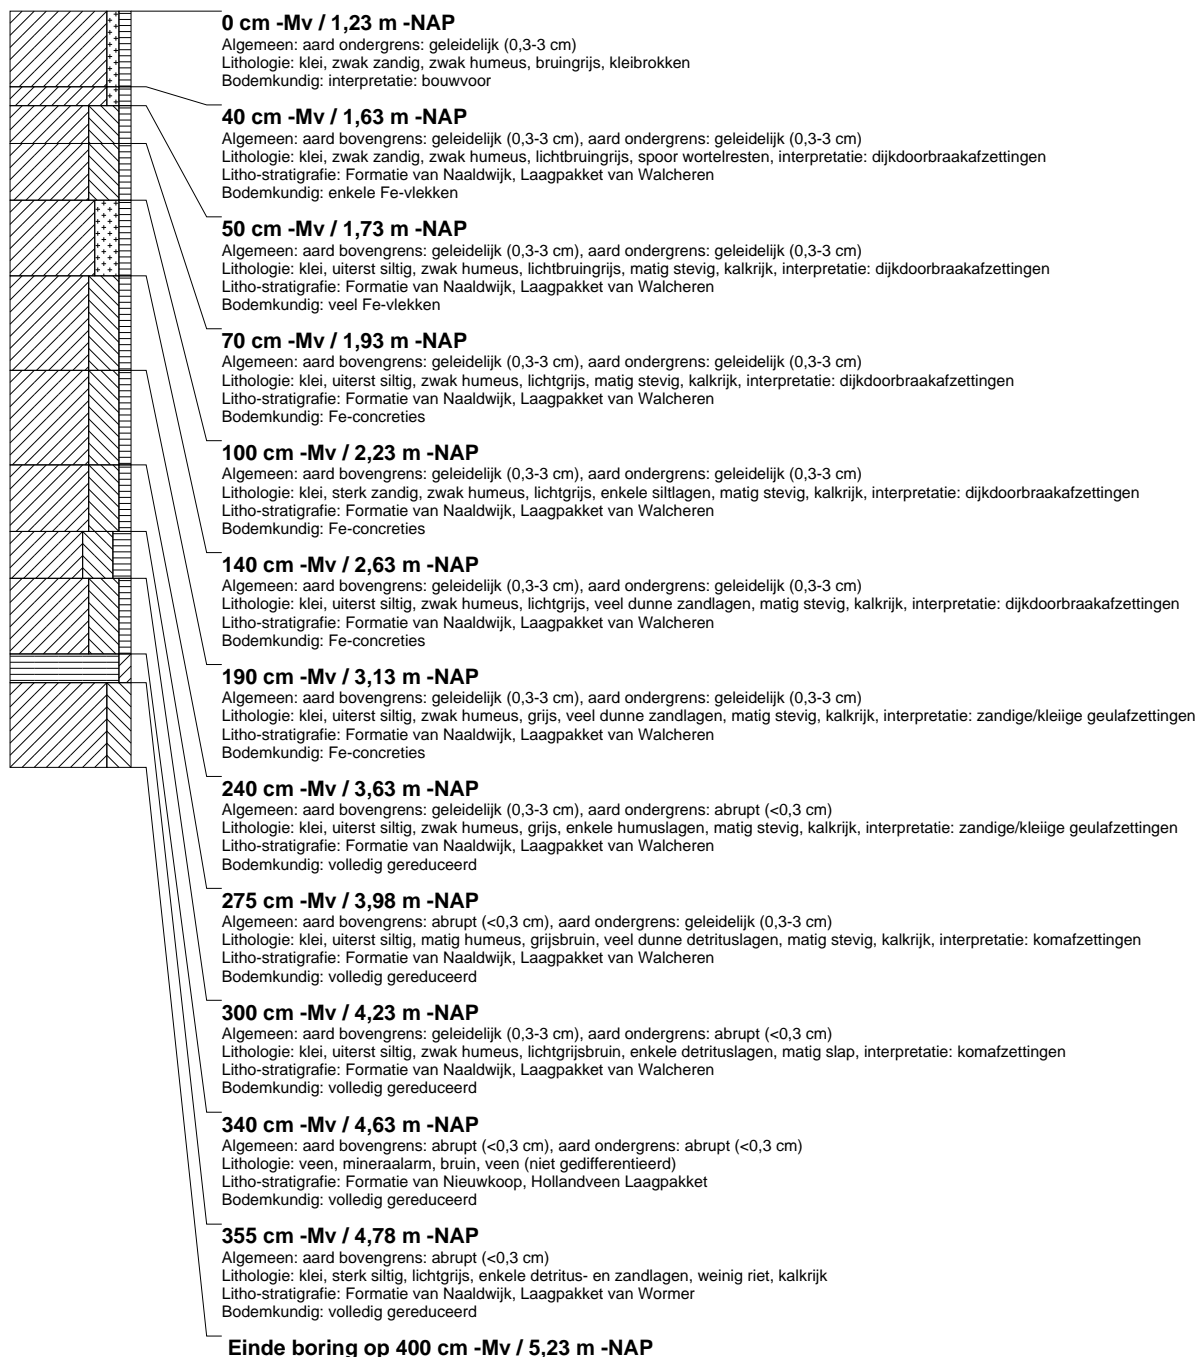 0 cm -Mv / 1,23 m -NAP
Algemeen: aard ondergrens: geleidelijk (0,3-3 cm)
Lithologie: klei, zwak zandig, zwak humeus, bruingrijs, kleibrokken
Bodemkundig: interpretatie: bouwvoor
40 cm -Mv / 1,63 m -NAP
Algemeen: aard bovengrens: geleidelijk (0,3-3 cm), aard ondergrens: geleidelijk (0,3-3 cm)
Lithologie: klei, zwak zandig, zwak humeus, lichtbruingrijs, spoor wortelresten, interpretatie: dijkdoorbraakafzettingen
Litho-stratigrafie: Formatie van Naaldwijk, Laagpakket van Walcheren
Bodemkundig: enkele Fe-vlekken
50 cm -Mv / 1,73 m -NAP
Algemeen: aard bovengrens: geleidelijk (0,3-3 cm), aard ondergrens: geleidelijk (0,3-3 cm)
Lithologie: klei, uiterst siltig, zwak humeus, lichtbruingrijs, matig stevig, kalkrijk, interpretatie: dijkdoorbraakafzettingen
Litho-stratigrafie: Formatie van Naaldwijk, Laagpakket van Walcheren
Bodemkundig: veel Fe-vlekken
70 cm -Mv / 1,93 m -NAP
Algemeen: aard bovengrens: geleidelijk (0,3-3 cm), aard ondergrens: geleidelijk (0,3-3 cm)
Lithologie: klei, uiterst siltig, zwak humeus, lichtgrijs, matig stevig, kalkrijk, interpretatie: dijkdoorbraakafzettingen
Litho-stratigrafie: Formatie van Naaldwijk, Laagpakket van Walcheren
Bodemkundig: Fe-concreties
100 cm -Mv / 2,23 m -NAP
Algemeen: aard bovengrens: geleidelijk (0,3-3 cm), aard ondergrens: geleidelijk (0,3-3 cm)
Lithologie: klei, sterk zandig, zwak humeus, lichtgrijs, enkele siltlagen, matig stevig, kalkrijk, interpretatie: dijkdoorbraakafzettingen
Litho-stratigrafie: Formatie van Naaldwijk, Laagpakket van Walcheren
Bodemkundig: Fe-concreties
140 cm -Mv / 2,63 m -NAP
Algemeen: aard bovengrens: geleidelijk (0,3-3 cm), aard ondergrens: geleidelijk (0,3-3 cm)
Lithologie: klei, uiterst siltig, zwak humeus, lichtgrijs, veel dunne zandlagen, matig stevig, kalkrijk, interpretatie: dijkdoorbraakafzettingen
Litho-stratigrafie: Formatie van Naaldwijk, Laagpakket van Walcheren
Bodemkundig: Fe-concreties
190 cm -Mv / 3,13 m -NAP
Algemeen: aard bovengrens: geleidelijk (0,3-3 cm), aard ondergrens: geleidelijk (0,3-3 cm)
Lithologie: klei, uiterst siltig, zwak humeus, grijs, veel dunne zandlagen, matig stevig, kalkrijk, interpretatie: zandige/kleiige geulafzettingen
Litho-stratigrafie: Formatie van Naaldwijk, Laagpakket van Walcheren
Bodemkundig: Fe-concreties
240 cm -Mv / 3,63 m -NAP
Algemeen: aard bovengrens: geleidelijk (0,3-3 cm), aard ondergrens: abrupt (<0,3 cm)
Lithologie: klei, uiterst siltig, zwak humeus, grijs, enkele humuslagen, matig stevig, kalkrijk, interpretatie: zandige/kleiige geulafzettingen
Litho-stratigrafie: Formatie van Naaldwijk, Laagpakket van Walcheren
Bodemkundig: volledig gereduceerd
275 cm -Mv / 3,98 m -NAP
Algemeen: aard bovengrens: abrupt (<0,3 cm), aard ondergrens: geleidelijk (0,3-3 cm)
Lithologie: klei, uiterst siltig, matig humeus, grijsbruin, veel dunne detrituslagen, matig stevig, kalkrijk, interpretatie: komafzettingen
Litho-stratigrafie: Formatie van Naaldwijk, Laagpakket van Walcheren
Bodemkundig: volledig gereduceerd
300 cm -Mv / 4,23 m -NAP
Algemeen: aard bovengrens: geleidelijk (0,3-3 cm), aard ondergrens: abrupt (<0,3 cm)
Lithologie: klei, uiterst siltig, zwak humeus, lichtgrijsbruin, enkele detrituslagen, matig slap, interpretatie: komafzettingen
Litho-stratigrafie: Formatie van Naaldwijk, Laagpakket van Walcheren
Bodemkundig: volledig gereduceerd
340 cm -Mv / 4,63 m -NAP
Algemeen: aard bovengrens: abrupt (<0,3 cm), aard ondergrens: abrupt (<0,3 cm)
Lithologie: veen, mineraalarm, bruin, veen (niet gedifferentieerd)
Litho-stratigrafie: Formatie van Nieuwkoop, Hollandveen Laagpakket
Bodemkundig: volledig gereduceerd
355 cm -Mv / 4,78 m -NAP
Algemeen: aard bovengrens: abrupt (<0,3 cm)
Lithologie: klei, sterk siltig, lichtgrijs, enkele detritus- en zandlagen, weinig riet, kalkrijk
Litho-stratigrafie: Formatie van Naaldwijk, Laagpakket van Wormer
Bodemkundig: volledig gereduceerd
Einde boring op 400 cm -Mv / 5,23 m -NAP